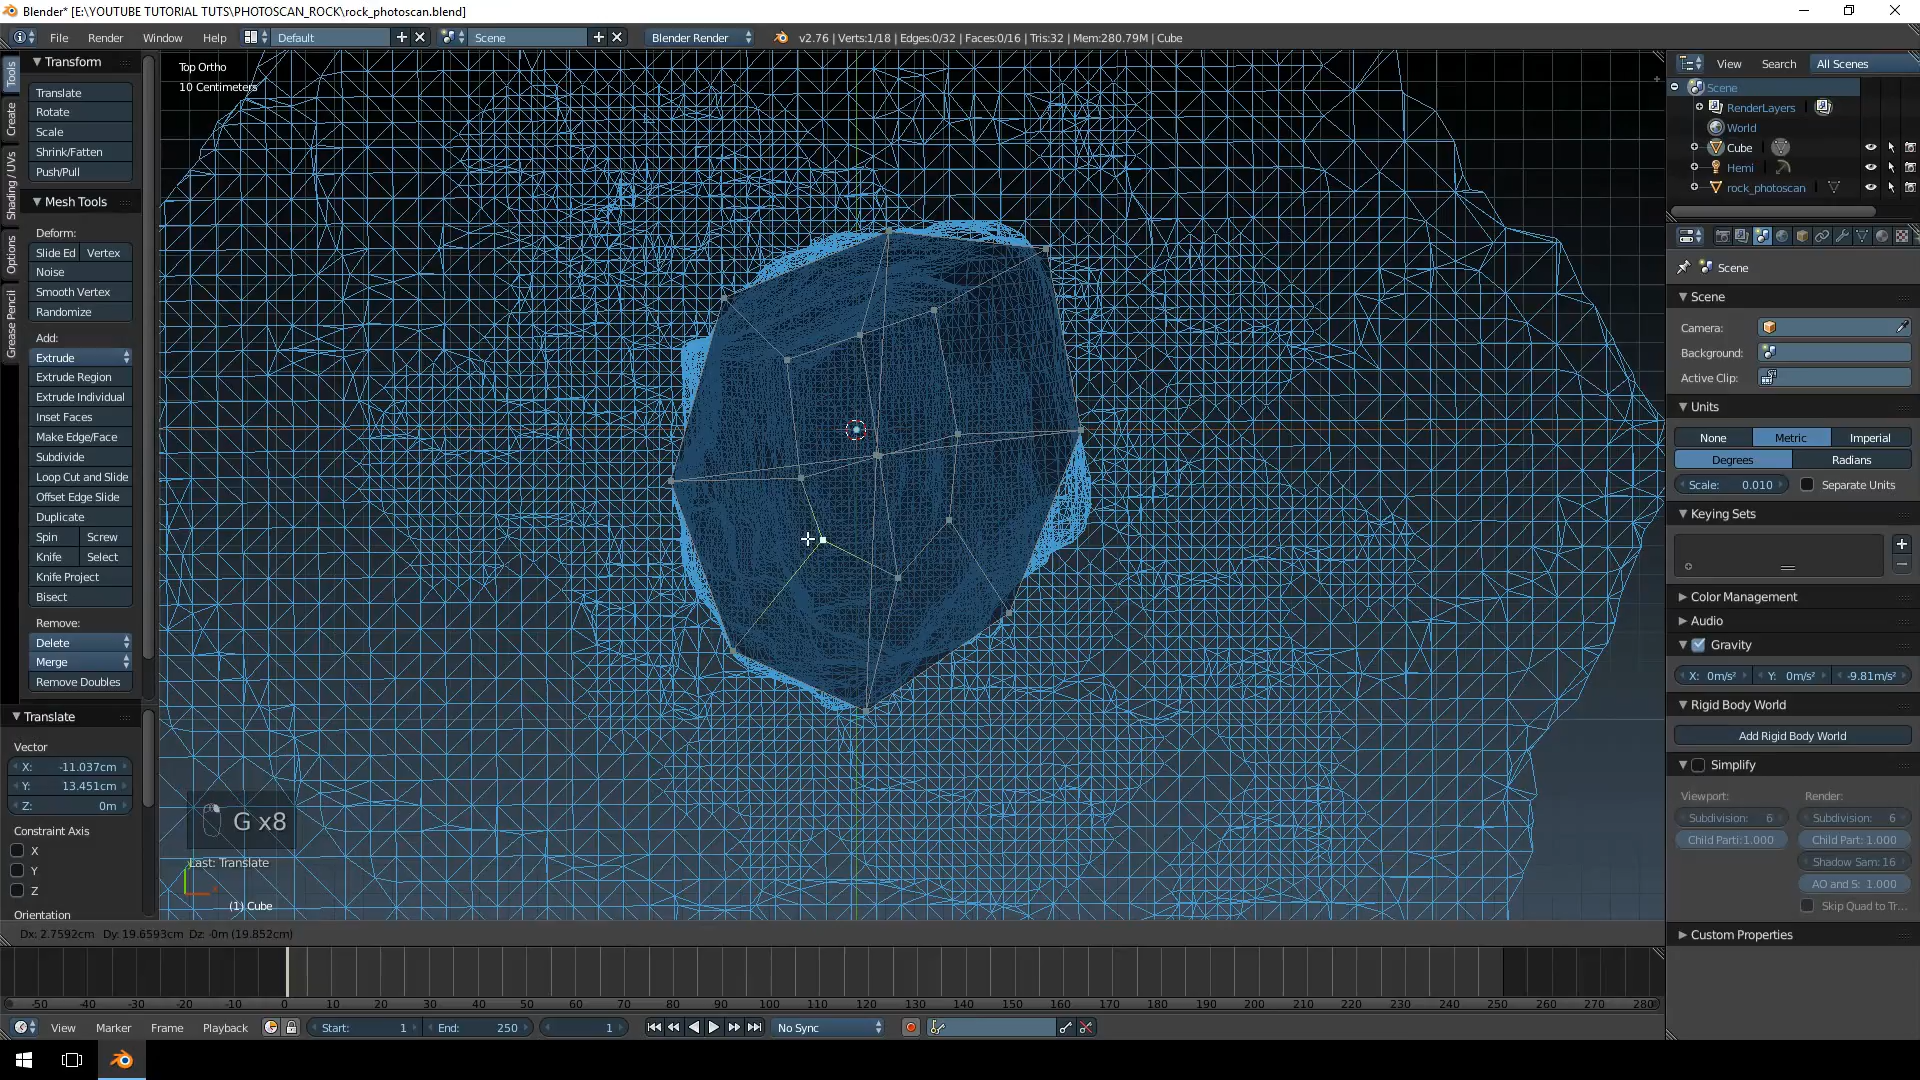 Blender* [E:\YOUTUBE TUTORIAL TUTS\PHOTOSCAN_ROCK\rock_photoscan.blend]
File Render Window Help Default Scene Blender Render v2.76 | Verts:1/18 | Edges:0/32 | Faces:0/16 | Tris:32 | Mem:280.79M | Cube
Tools
Create
Shading / UVs
Options
Grease Pencil
Transform
Translate
Rotate
Scale
Shrink/Fatten
Push/Pull
Mesh Tools
Deform:
Slide Ed Vertex
Noise
Smooth Vertex
Randomize
Add:
Extrude
Extrude Region
Extrude Individual
Inset Faces
Make Edge/Face
Subdivide
Loop Cut and Slide
Offset Edge Slide
Duplicate
Spin Screw
Knife Select
Knife Project
Bisect
Remove:
Delete
Merge
Remove Doubles
Translate
Vector
X: -11.037cm
Y: 13.451cm
Z: 0m
Constraint Axis
X
Y
Z
Orientation
Top Ortho
10 Centimeters
G x8
Last: Translate
(1) Cube
Dx: 2.7592cm Dy: 19.6593cm Dz: -0m (19.852cm)
-50 -40 -30 -20 -10 0 10 20 30 40 50 60 70 80 90 100 110 120 130 140 150 160 170 180 190 200 210 220 230 240 250 260 270 280
View Marker Frame Playback Start: 1 End: 250 1 No Sync
View Search All Scenes
Scene
RenderLayers
World
Cube
Hemi
rock_photoscan
Scene
Scene
Camera:
Background:
Active Clip:
Units
None Metric Imperial
Degrees Radians
Scale: 0.010 Separate Units
Keying Sets
Color Management
Audio
Gravity
X: 0m/s² Y: 0m/s² -9.81m/s²
Rigid Body World
Add Rigid Body World
Simplify
Viewport: Render:
Subdivision: 6 Subdivision: 6
Child Parti:1.000 Child Part: 1.000
Shadow Sam: 16
AO and S: 1.000
Skip Quad to Tr...
Custom Properties